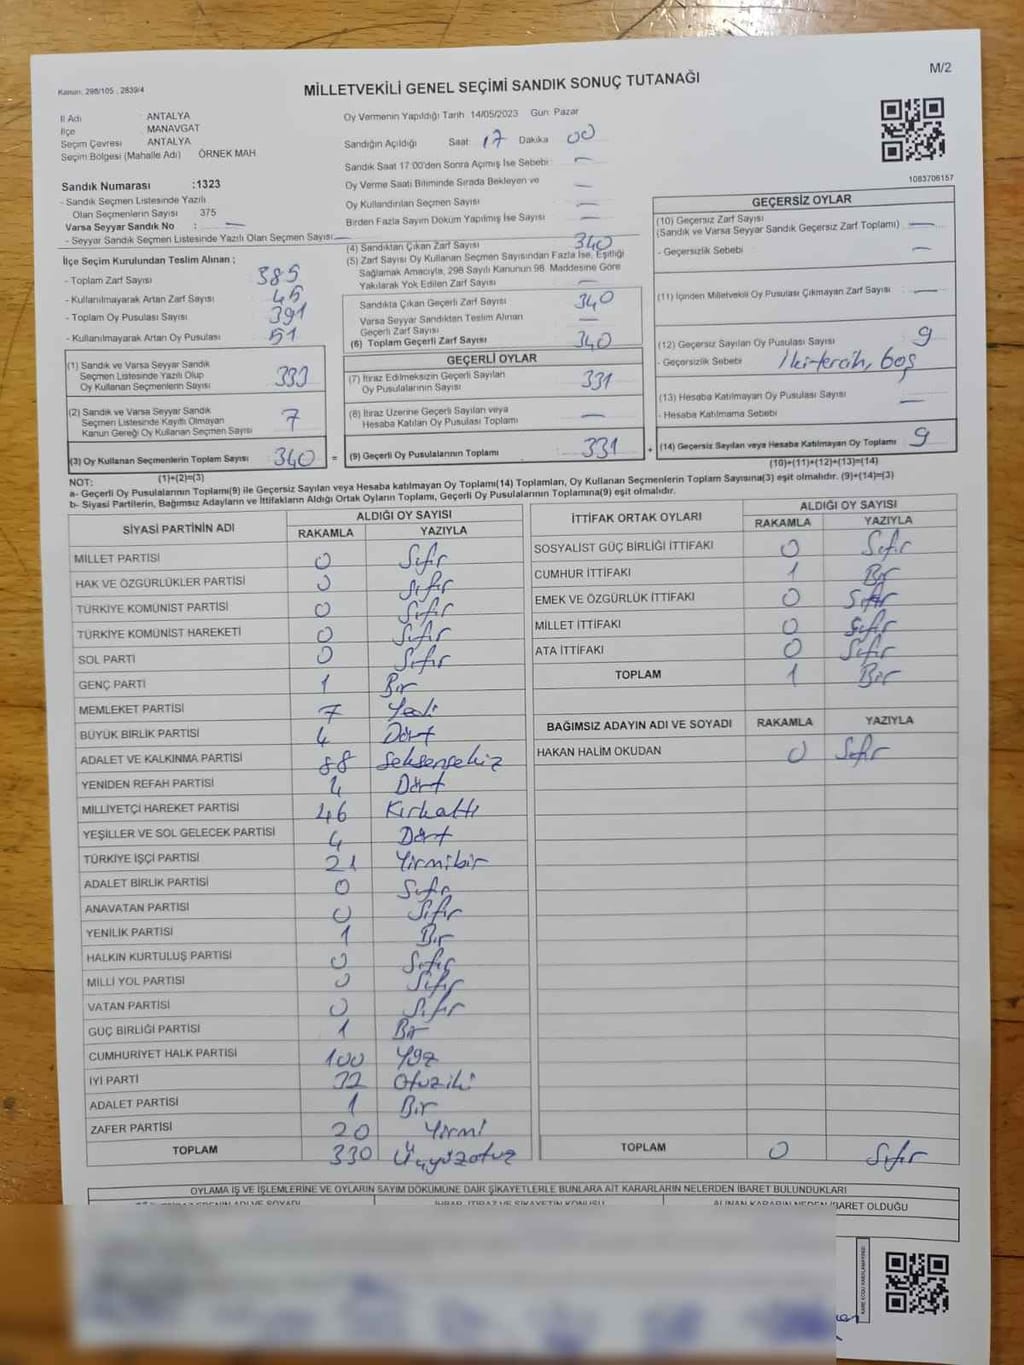 Kanun: 298/105 , 2839/4
MİLLETVEKİLİ GENEL SEÇİMİ SANDIK SONUÇ TUTANAĞI
M/2
İl Adı : ANTALYA
İlçe : MANAVGAT
Seçim Çevresi : ANTALYA
Seçim Bölgesi (Mahalle Adı) ÖRNEK MAH
Sandık Numarası :1323
- Sandık Seçmen Listesinde Yazılı
Olan Seçmenlerin Sayısı 375
Varsa Seyyar Sandık No : —
- Seyyar Sandık Seçmen Listesinde Yazılı Olan Seçmen Sayısı: —
İlçe Seçim Kurulundan Teslim Alınan ;
- Toplam Zarf Sayısı 385
- Kullanılmayarak Artan Zarf Sayısı 45
- Toplam Oy Pusulası Sayısı 391
- Kullanılmayarak Artan Oy Pusulası 51
(1) Sandık ve Varsa Seyyar Sandık
Seçmen Listesinde Yazılı Olup
Oy Kullanan Seçmenlerin Sayısı 333
(2) Sandık ve Varsa Seyyar Sandık
Seçmen Listesinde Kayıtlı Olmayan
Kanun Gereği Oy Kullanan Seçmen Sayısı 7
(3) Oy Kullanan Seçmenlerin Toplam Sayısı 340 =
(1)+(2)=(3)
Oy Vermenin Yapıldığı Tarih 14/05/2023 Gün: Pazar
Sandığın Açıldığı Saat: 17 Dakika 00
Sandık Saat 17:00'den Sonra Açımış İse Sebebi: —
Oy Verme Saati Bitiminde Sırada Bekleyen ve —
Oy Kullandırılan Seçmen Sayısı —
Birden Fazla Sayım Döküm Yapılmış İse Sayısı —
(4) Sandıktan Çıkan Zarf Sayısı 340
(5) Zarf Sayısı Oy Kullanan Seçmen Sayısından Fazla İse, Eşitliği
Sağlamak Amacıyla, 298 Sayılı Kanunun 98. Maddesine Göre
Yakılarak Yok Edilen Zarf Sayısı —
Sandıkta Çıkan Geçerli Zarf Sayısı 340
Varsa Seyyar Sandıktan Teslim Alınan
Geçerli Zarf Sayısı —
(6) Toplam Geçerli Zarf Sayısı 340
GEÇERLİ OYLAR
(7) İtiraz Edilmeksizin Geçerli Sayılan
Oy Pusulalarının Sayısı 331
(8) İtiraz Üzerine Geçerli Sayılan veya
Hesaba Katılan Oy Pusulası Toplamı —
(9) Geçerli Oy Pusulalarının Toplamı 331 +
1083706157
GEÇERSİZ OYLAR
(10) Geçersiz Zarf Sayısı
(Sandık ve Varsa Seyyar Sandık Geçersiz Zarf Toplamı) —
- Geçersizlik Sebebi —
(11) İçinden Milletvekili Oy Pusulası Çıkmayan Zarf Sayısı —
(12) Geçersiz Sayılan Oy Pusulası Sayısı 9
- Geçersizlik Sebebi İki tercih, boş
(13) Hesaba Katılmayan Oy Pusulası Sayısı —
- Hesaba Katılmama Sebebi
(14) Geçersiz Sayılan veya Hesaba Katılmayan Oy Toplamı 9
(10)+(11)+(12)+(13)=(14)
NOT:
a- Geçerli Oy Pusulalarının Toplamı(9) ile Geçersiz Sayılan veya Hesaba katılmayan Oy Toplamı(14) Toplamları, Oy Kullanan Seçmenlerin Toplam Sayısına(3) eşit olmalıdır. (9)+(14)=(3)
b- Siyasi Partilerin, Bağımsız Adayların ve İttifakların Aldığı Ortak Oyların Toplamı, Geçerli Oy Pusulalarının Toplamına(9) eşit olmalıdır.
SİYASİ PARTİNİN ADI ALDIĞI OY SAYISI
RAKAMLA YAZIYLA
MİLLET PARTİSİ 0 Sıfır
HAK VE ÖZGÜRLÜKLER PARTİSİ 0 Sıfır
TÜRKİYE KOMÜNİST PARTİSİ 0 Sıfır
TÜRKİYE KOMÜNİST HAREKETİ 0 Sıfır
SOL PARTİ 0 Sıfır
GENÇ PARTİ 1 Bir
MEMLEKET PARTİSİ 7 Yedi
BÜYÜK BİRLİK PARTİSİ 4 Dört
ADALET VE KALKINMA PARTİSİ 88 Seksensekiz
YENİDEN REFAH PARTİSİ 4 Dört
MİLLİYETÇİ HAREKET PARTİSİ 46 Kırkaltı
YEŞİLLER VE SOL GELECEK PARTİSİ 4 Dört
TÜRKİYE İŞÇİ PARTİSİ 21 Yirmibir
ADALET BİRLİK PARTİSİ 0 Sıfır
ANAVATAN PARTİSİ 0 Sıfır
YENİLİK PARTİSİ 1 Bir
HALKIN KURTULUŞ PARTİSİ 0 Sıfır
MİLLİ YOL PARTİSİ 0 Sıfır
VATAN PARTİSİ 0 Sıfır
GÜÇ BİRLİĞİ PARTİSİ 1 Bir
CUMHURİYET HALK PARTİSİ 100 Yüz
İYİ PARTİ 32 Otuziki
ADALET PARTİSİ 1 Bir
ZAFER PARTİSİ 20 Yirmi
TOPLAM 330 Üçyüzotuz
İTTİFAK ORTAK OYLARI ALDIĞI OY SAYISI
RAKAMLA YAZIYLA
SOSYALİST GÜÇ BİRLİĞİ İTTİFAKI 0 Sıfır
CUMHUR İTTİFAKI 1 Bir
EMEK VE ÖZGÜRLÜK İTTİFAKI 0 Sıfır
MİLLET İTTİFAKI 0 Sıfır
ATA İTTİFAKI 0 Sıfır
TOPLAM 1 Bir
BAĞIMSIZ ADAYIN ADI VE SOYADI RAKAMLA YAZIYLA
HAKAN HALİM OKUDAN 0 Sıfır
TOPLAM 0 Sıfır
OYLAMA İŞ VE İŞLEMLERİNE VE OYLARIN SAYIM DÖKÜMÜNE DAİR ŞİKAYETLERLE BUNLARA AİT KARARLARIN NELERDEN İBARET BULUNDUKLARI
ALINAN KARARIN NEDEN İBARET OLDUĞU